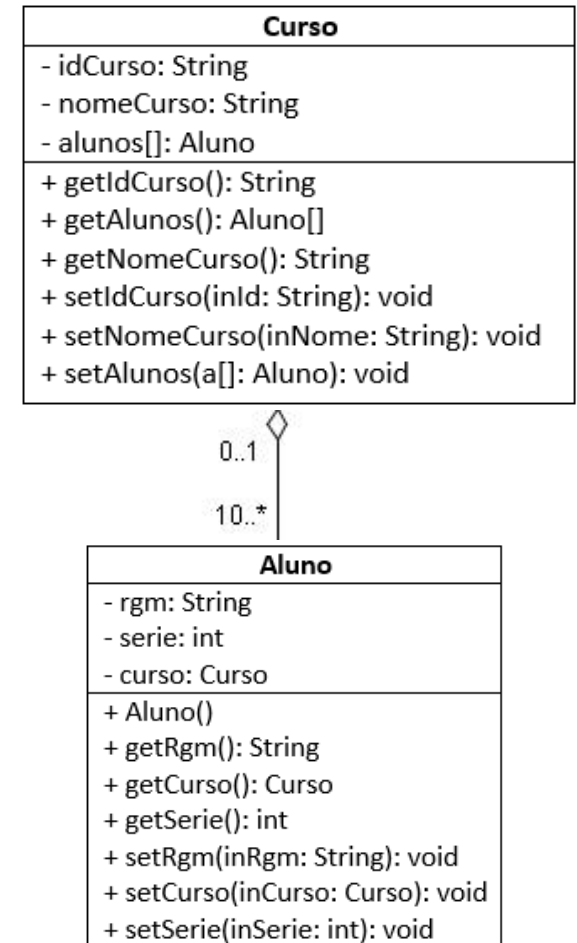 Curso
- idCurso: String
- nomeCurso: String
- alunos[]: Aluno
+ getIdCurso(): String
+ getAlunos(): Aluno[]
+ getNomeCurso(): String
+ setIdCurso(inId: String): void
+ setNomeCurso(inNome: String): void
+ setAlunos(a[]: Aluno): void
0..1
10..*
Aluno
- rgm: String
- serie: int
- curso: Curso
+ Aluno()
+ getRgm(): String
+ getCurso(): Curso
+ getSerie(): int
+ setRgm(inRgm: String): void
+ setCurso(inCurso: Curso): void
+ setSerie(inSerie: int): void